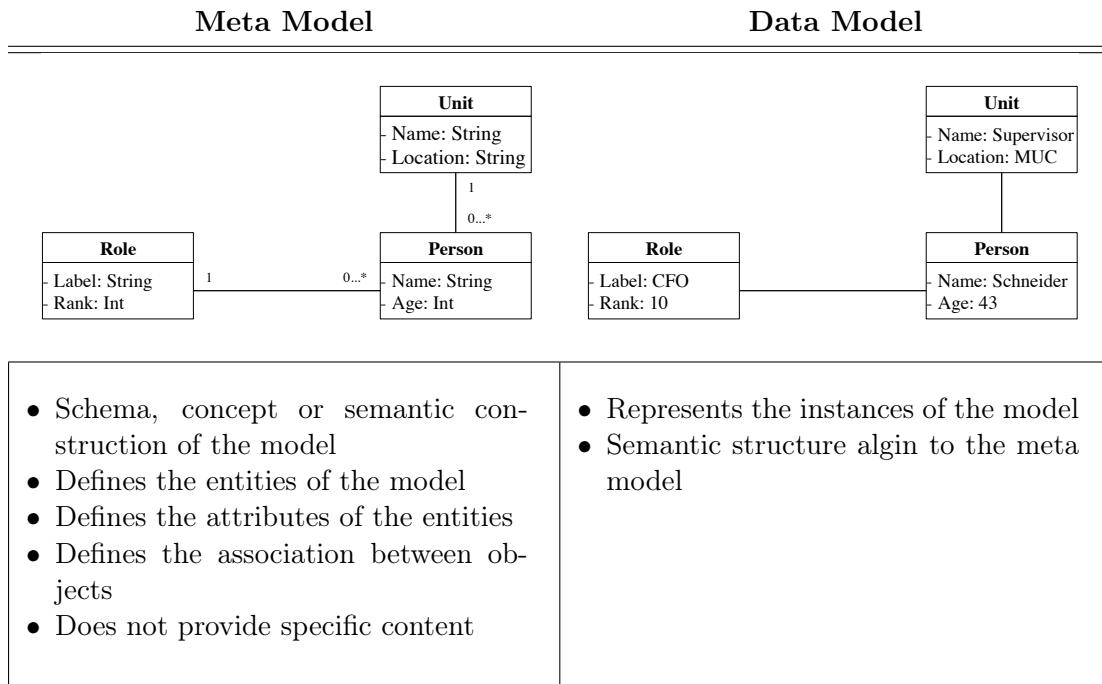 Meta Model
Data Model
Unit
- Name: String
- Location: String
1
0...*
Role
- Label: String
- Rank: Int
1
0...*
Person
- Name: String
- Age: Int
Unit
- Name: Supervisor
- Location: MUC
Role
- Label: CFO
- Rank: 10
Person
- Name: Schneider
- Age: 43
• Schema, concept or semantic con-
struction of the model
• Defines the entities of the model
• Defines the attributes of the entities
• Defines the association between ob-
jects
• Does not provide specific content
• Represents the instances of the model
• Semantic structure algin to the meta
model